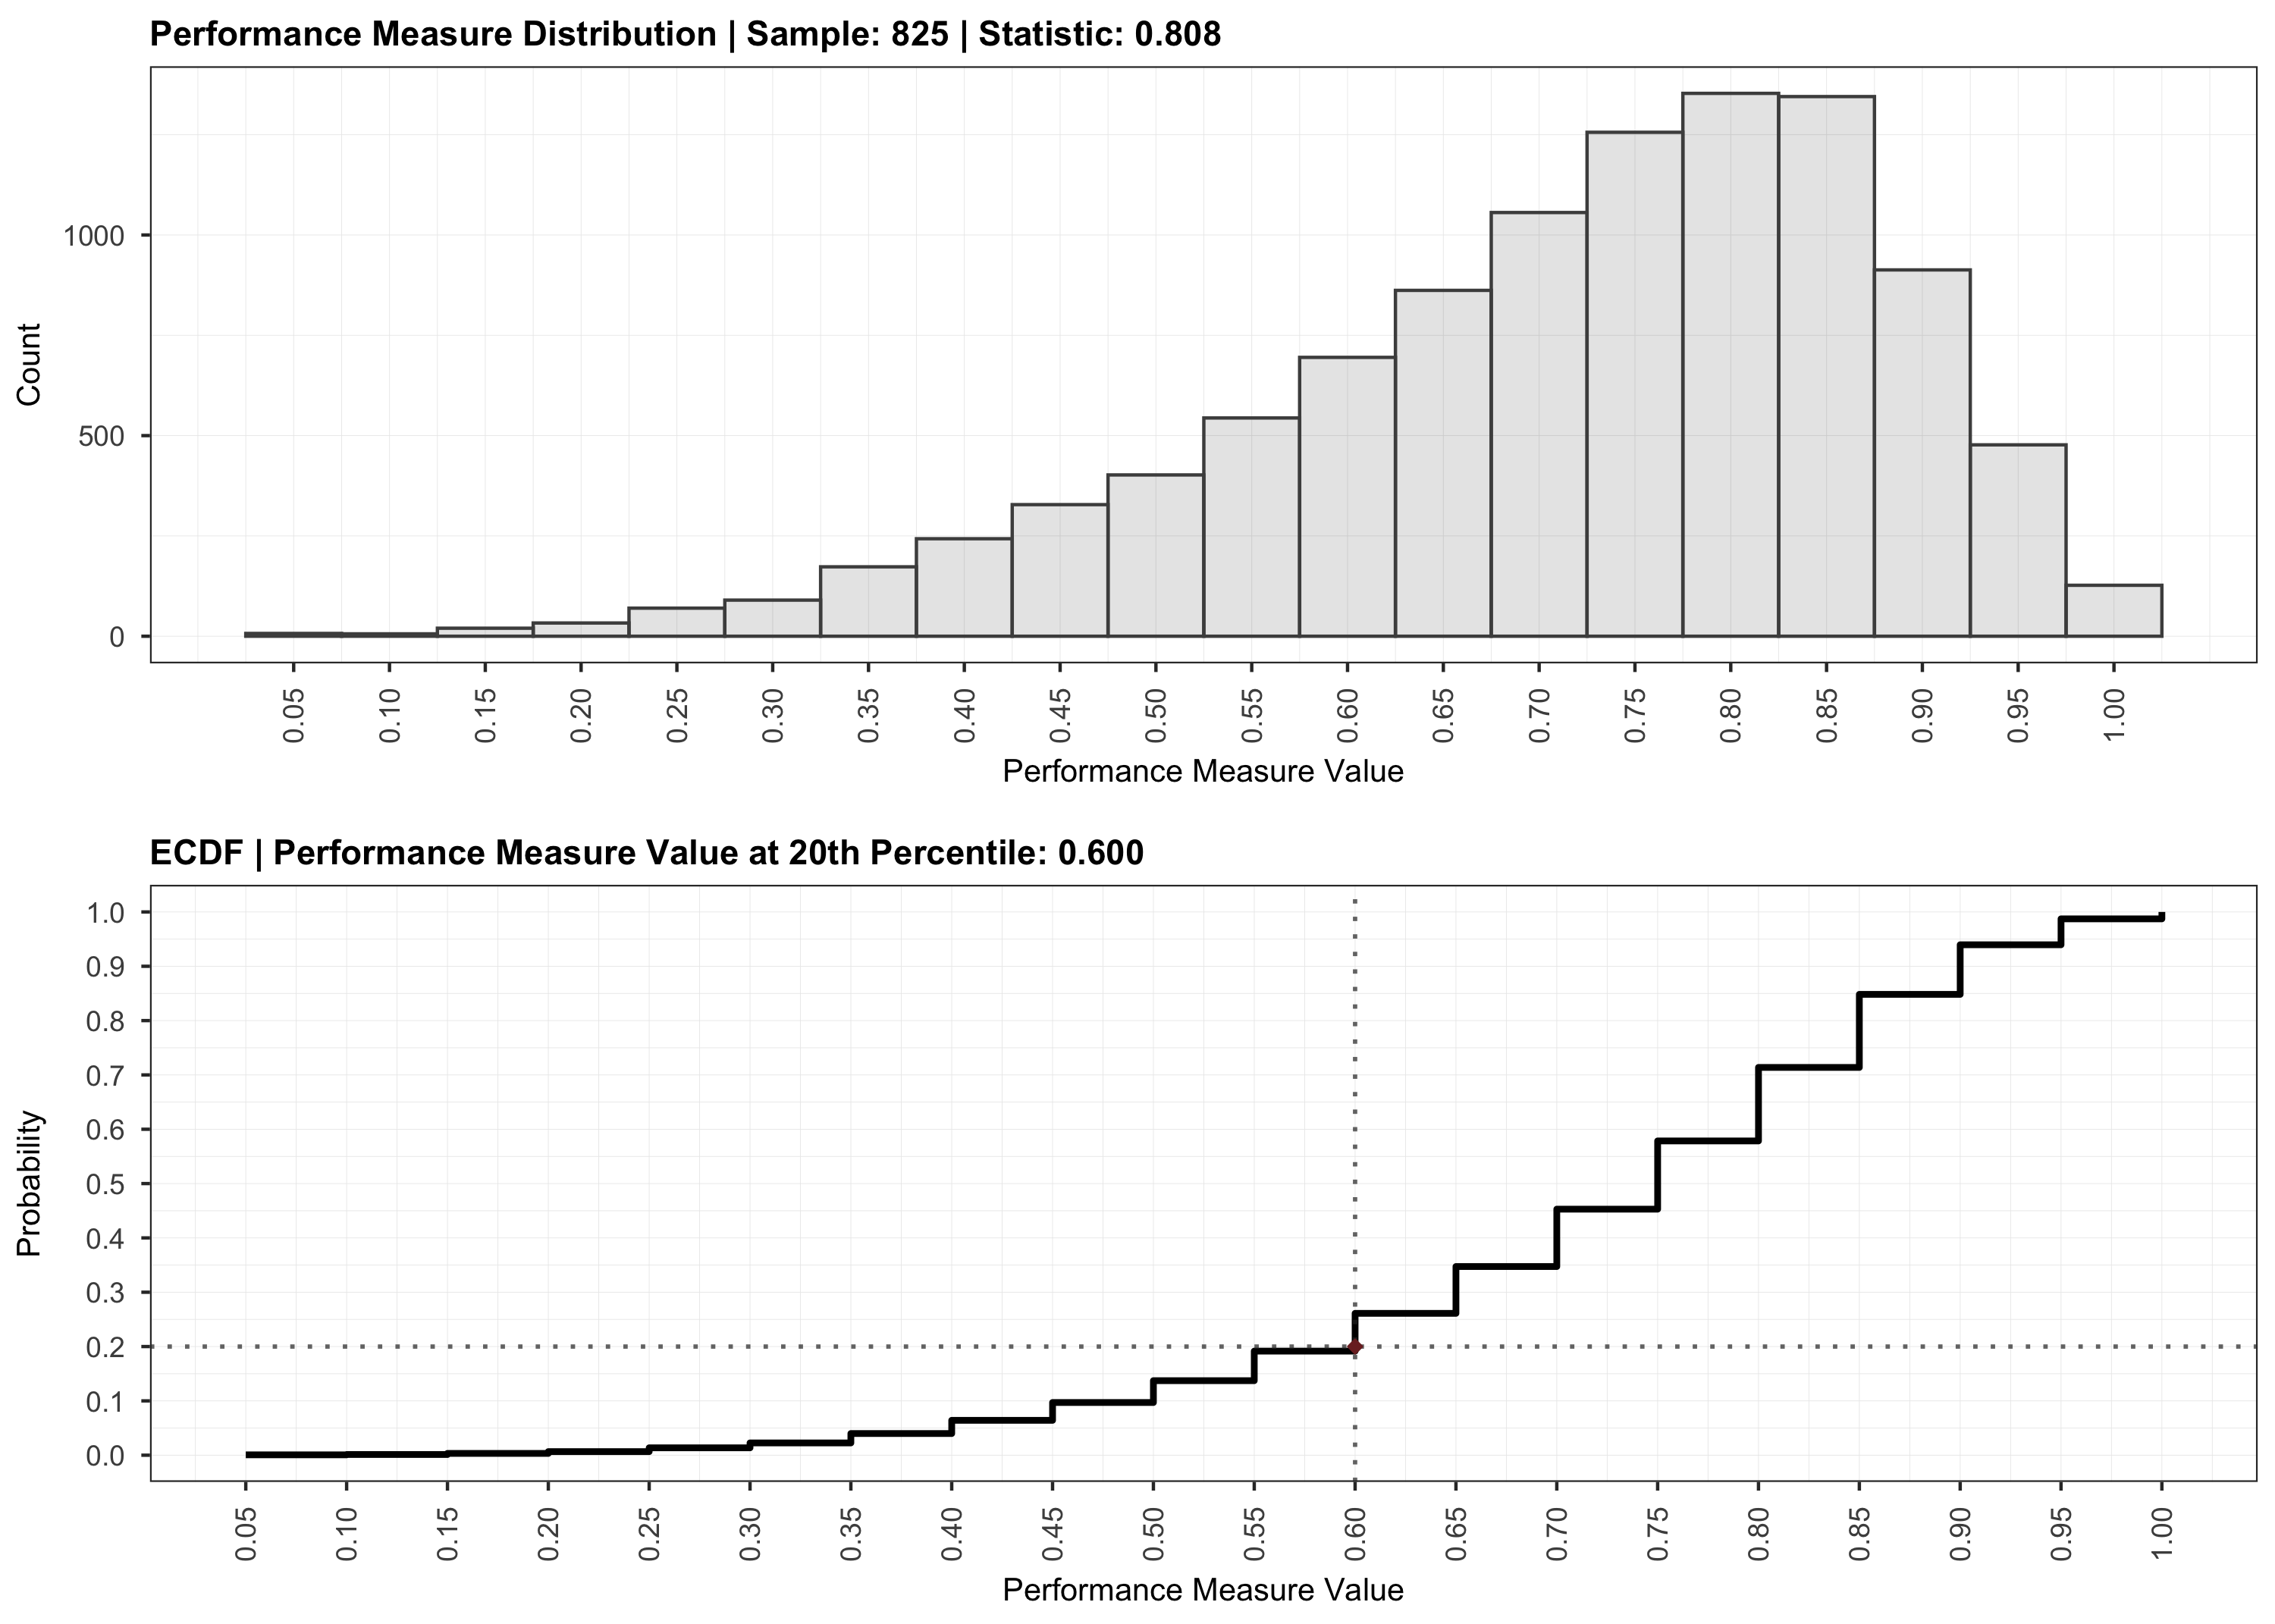 Performance Measure Distribution | Sample: 825 | Statistic: 0.808
Count
1000
500
0
0.05 0.10 0.15 0.20 0.25 0.30 0.35 0.40 0.45 0.50 0.55 0.60 0.65 0.70 0.75 0.80 0.85 0.90 0.95 1.00
Performance Measure Value
ECDF | Performance Measure Value at 20th Percentile: 0.600
Probability
1.0
0.9
0.8
0.7
0.6
0.5
0.4
0.3
0.2
0.1
0.0
0.05 0.10 0.15 0.20 0.25 0.30 0.35 0.40 0.45 0.50 0.55 0.60 0.65 0.70 0.75 0.80 0.85 0.90 0.95 1.00
Performance Measure Value